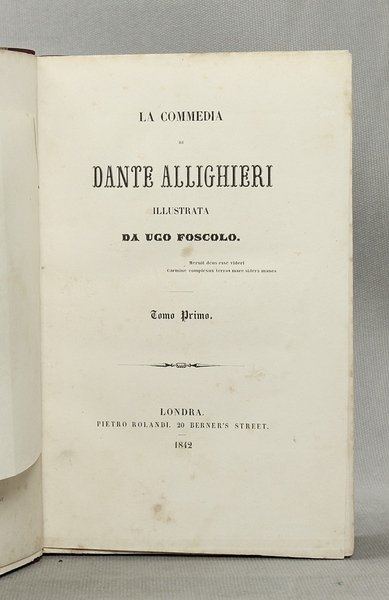 LA COMMEDIA
DI
DANTE ALLIGHIERI
ILLUSTRATA
DA UGO FOSCOLO.
Meruit deus esse videri
Carmine complexus terras mare sidera manes
Tomo Primo.
LONDRA.
PIETRO ROLANDI, 20 BERNER'S STREET.
1842